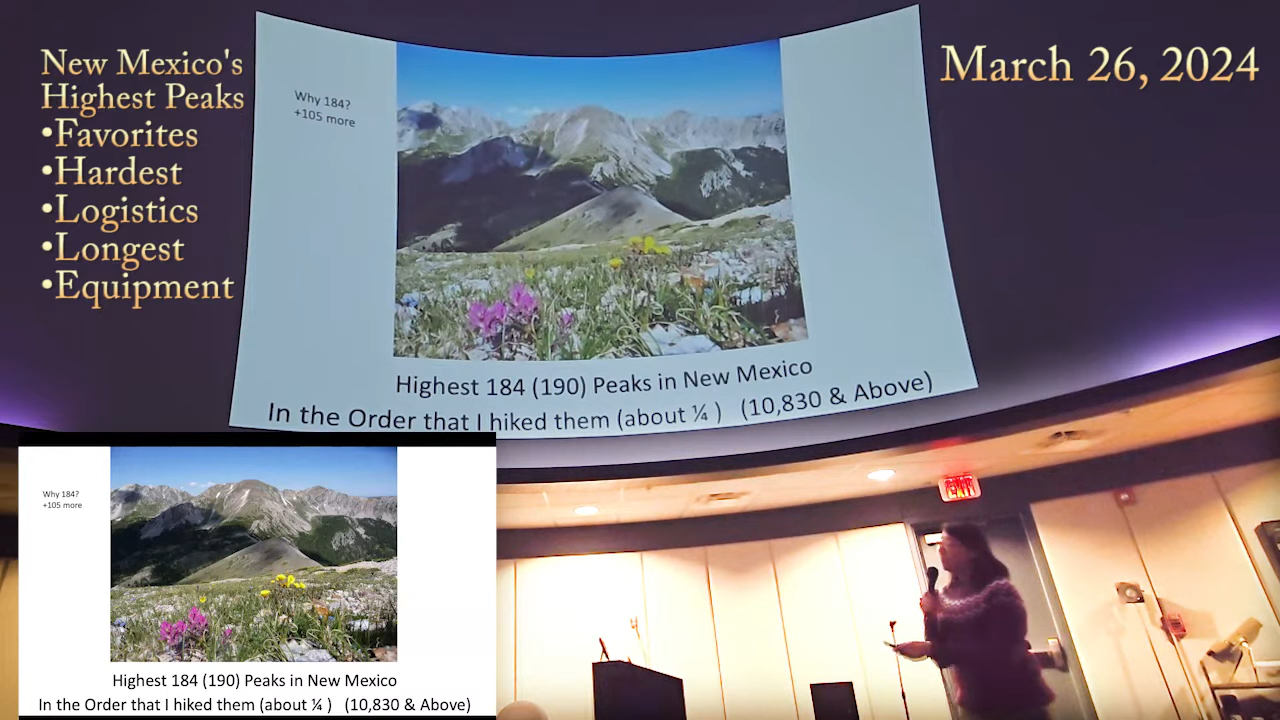 New Mexico's
Highest Peaks
•Favorites
•Hardest
•Logistics
•Longest
•Equipment
March 26, 2024
Why 184?
+105 more
Highest 184 (190) Peaks in New Mexico
In the Order that I hiked them (about ¼ ) (10,830 & Above)
EXIT
Why 184?
+105 more
Highest 184 (190) Peaks in New Mexico
In the Order that I hiked them (about ¼ ) (10,830 & Above)